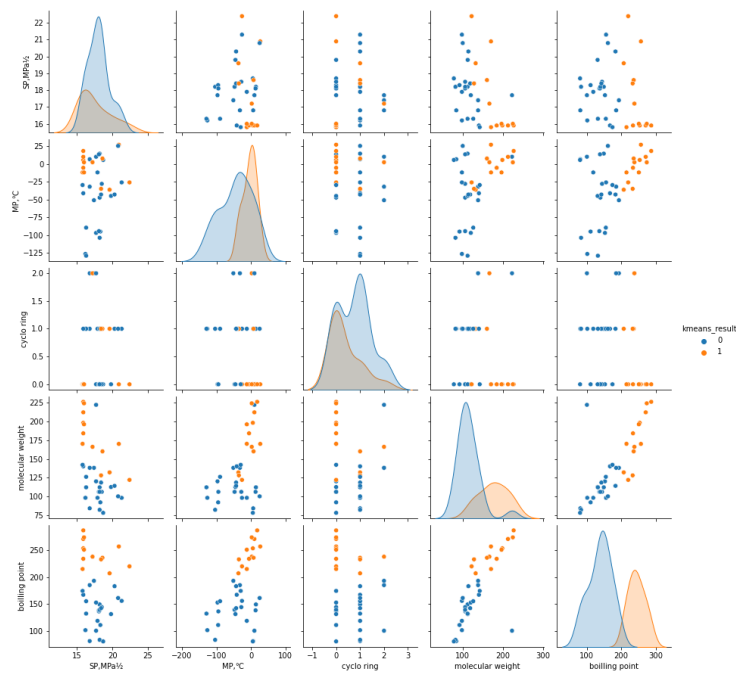 SP,MPa½
22
21
20
19
18
17
16
MP,℃
25
0
−25
−50
−75
−100
−125
cyclo ring
2.0
1.5
1.0
0.5
0.0
kmeans_result
0
1
molecular weight
225
200
175
150
125
100
75
boilling point
250
200
150
100
15 20 25
−200 −100 0 100
−1 0 1 2 3
100 200 300
100 200 300
SP,MPa½ MP,℃ cyclo ring molecular weight boilling point